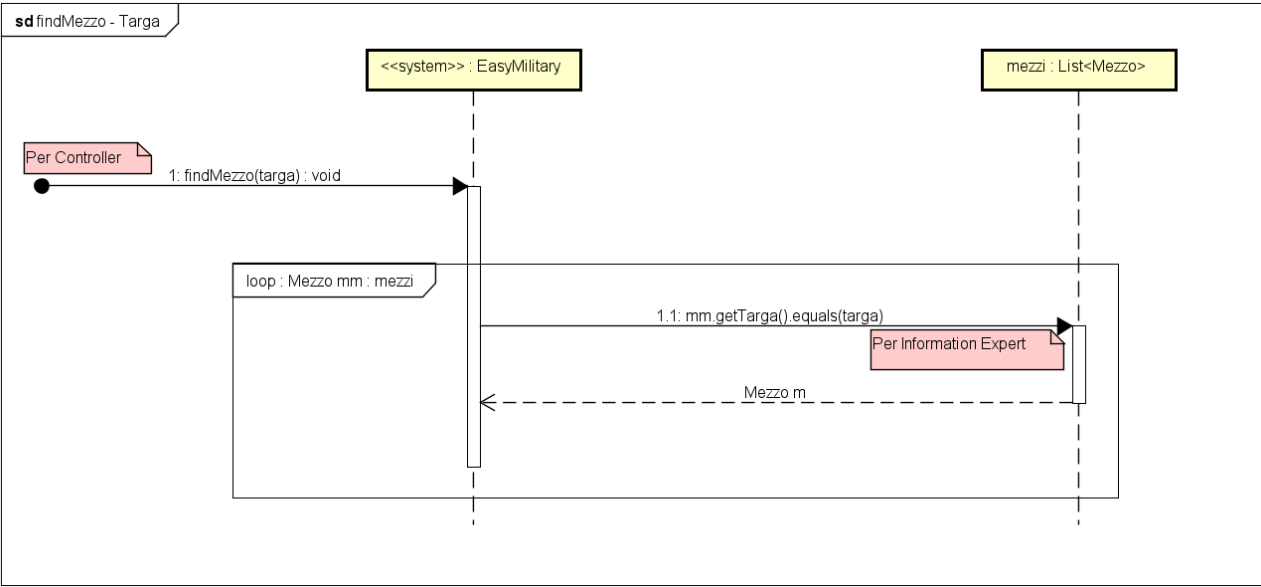 sd findMezzo - Targa
<<system>> : EasyMilitary
mezzi : List<Mezzo>
Per Controller
1: findMezzo(targa) : void
loop : Mezzo mm : mezzi
1.1: mm.getTarga().equals(targa)
Per Information Expert
Mezzo m